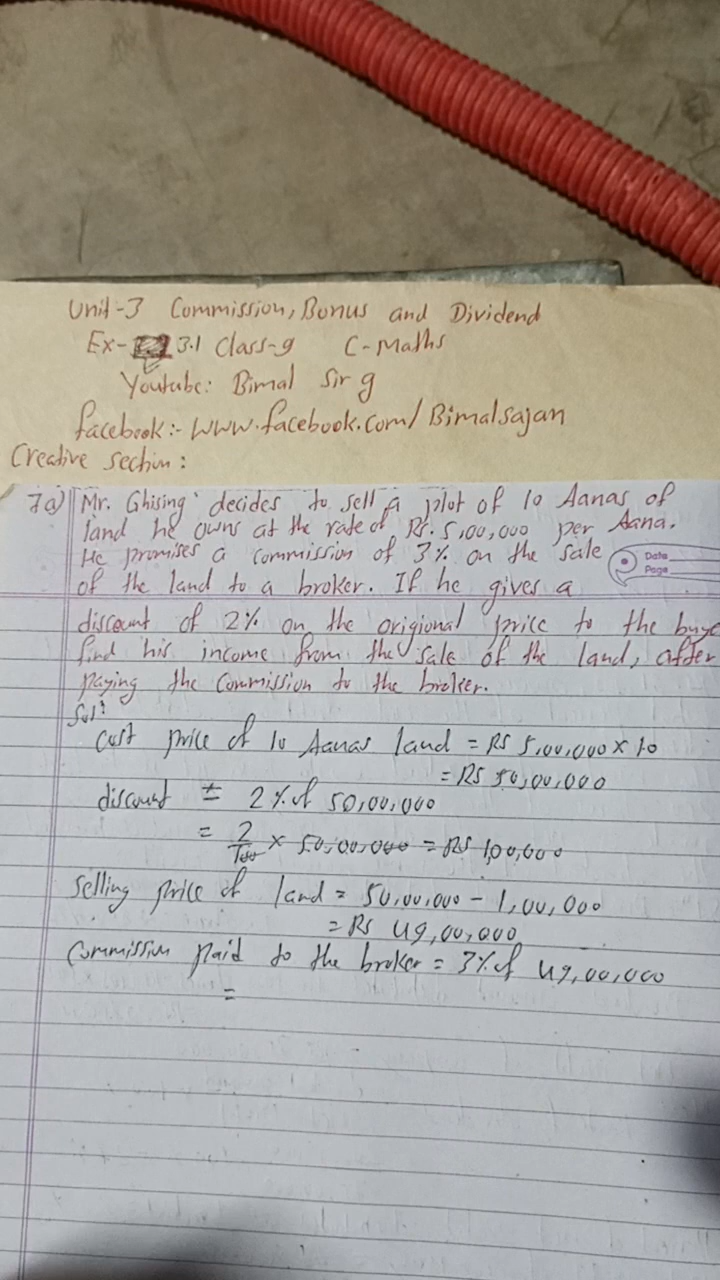 Unit-3 Commission, Bonus and Dividend
Ex- 3.1 Class-9 C-Maths
Youtube: Bimal Sir g
facebook:- www.facebook.com/Bimalsajan
Creative section:
7a) Mr. Ghising decides to sell a plot of 10 Aanas of
land he owns at the rate of Rs. 5,00,000 per Aana.
He promises a commission of 3% on the sale
Date
Page
of the land to a broker. If he gives a
discount of 2% on the origional price to the buye
find his income from the sale of the land, after
paying the commission to the broker.
Sol?
Cost price of 10 Aanas land = RS 5,00,000 x 10
= RS 50,00,000
discount = 2% of 50,00,000
= 2/100 x 50,00,000 = RS 1,00,000
Selling price of land = 50,00,000 - 1,00,000
= Rs 49,00,000
Commission paid to the broker = 3% of 49,00,000
=